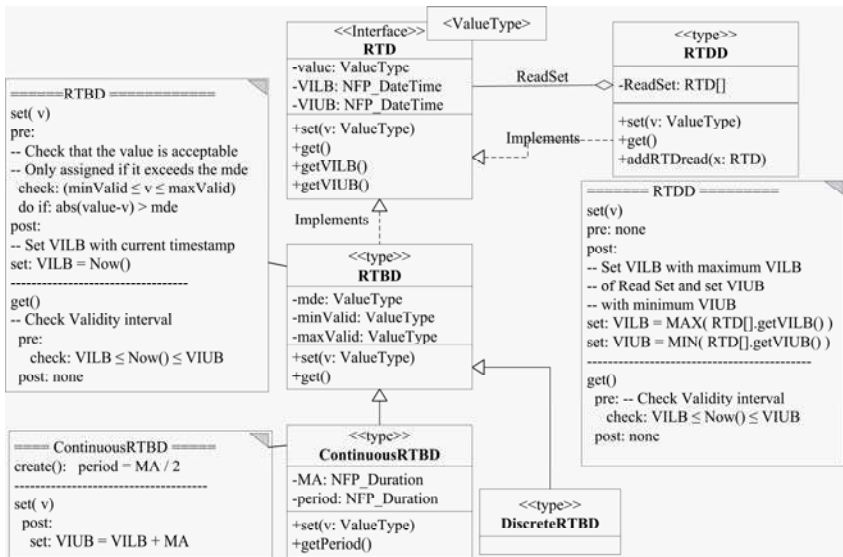 <<Interface>>
RTD
<ValueType>
-value: ValueType
-VILB: NFP_DateTime
-VIUB: NFP_DateTime
+set(v: ValueType)
+get()
+getVILB()
+getVIUB()
ReadSet
<<type>>
RTDD
-ReadSet: RTD[]
+set(v: ValueType)
+get()
+addRTDread(x: RTD)
Implements
Implements
======RTBD ============
set( v)
pre:
-- Check that the value is acceptable
-- Only assigned if it exceeds the mde
check: (minValid ≤ v ≤ maxValid)
do if: abs(value-v) > mde
post:
-- Set VILB with current timestamp
set: VILB = Now()
----------------------------------
get()
-- Check Validity interval
pre:
check: VILB ≤ Now() ≤ VIUB
post: none
<<type>>
RTBD
-mde: ValueType
-minValid: ValueType
-maxValid: ValueType
+set(v: ValueType)
+get()
======= RTDD =========
set(v)
pre: none
post:
-- Set VILB with maximum VILB
-- of Read Set and set VIUB
-- with minimum VIUB
set: VILB = MAX( RTD[].getVILB() )
set: VIUB = MIN( RTD[].getVIUB() )
-------------------------------------------
get()
pre: -- Check Validity interval
check: VILB ≤ Now() ≤ VIUB
post: none
==== ContinuousRTBD =====
create(): period = MA / 2
-------------------------------------
set( v)
post:
set: VIUB = VILB + MA
<<type>>
ContinuousRTBD
-MA: NFP_Duration
-period: NFP_Duration
+set(v: ValueType)
+getPeriod()
<<type>>
DiscreteRTBD